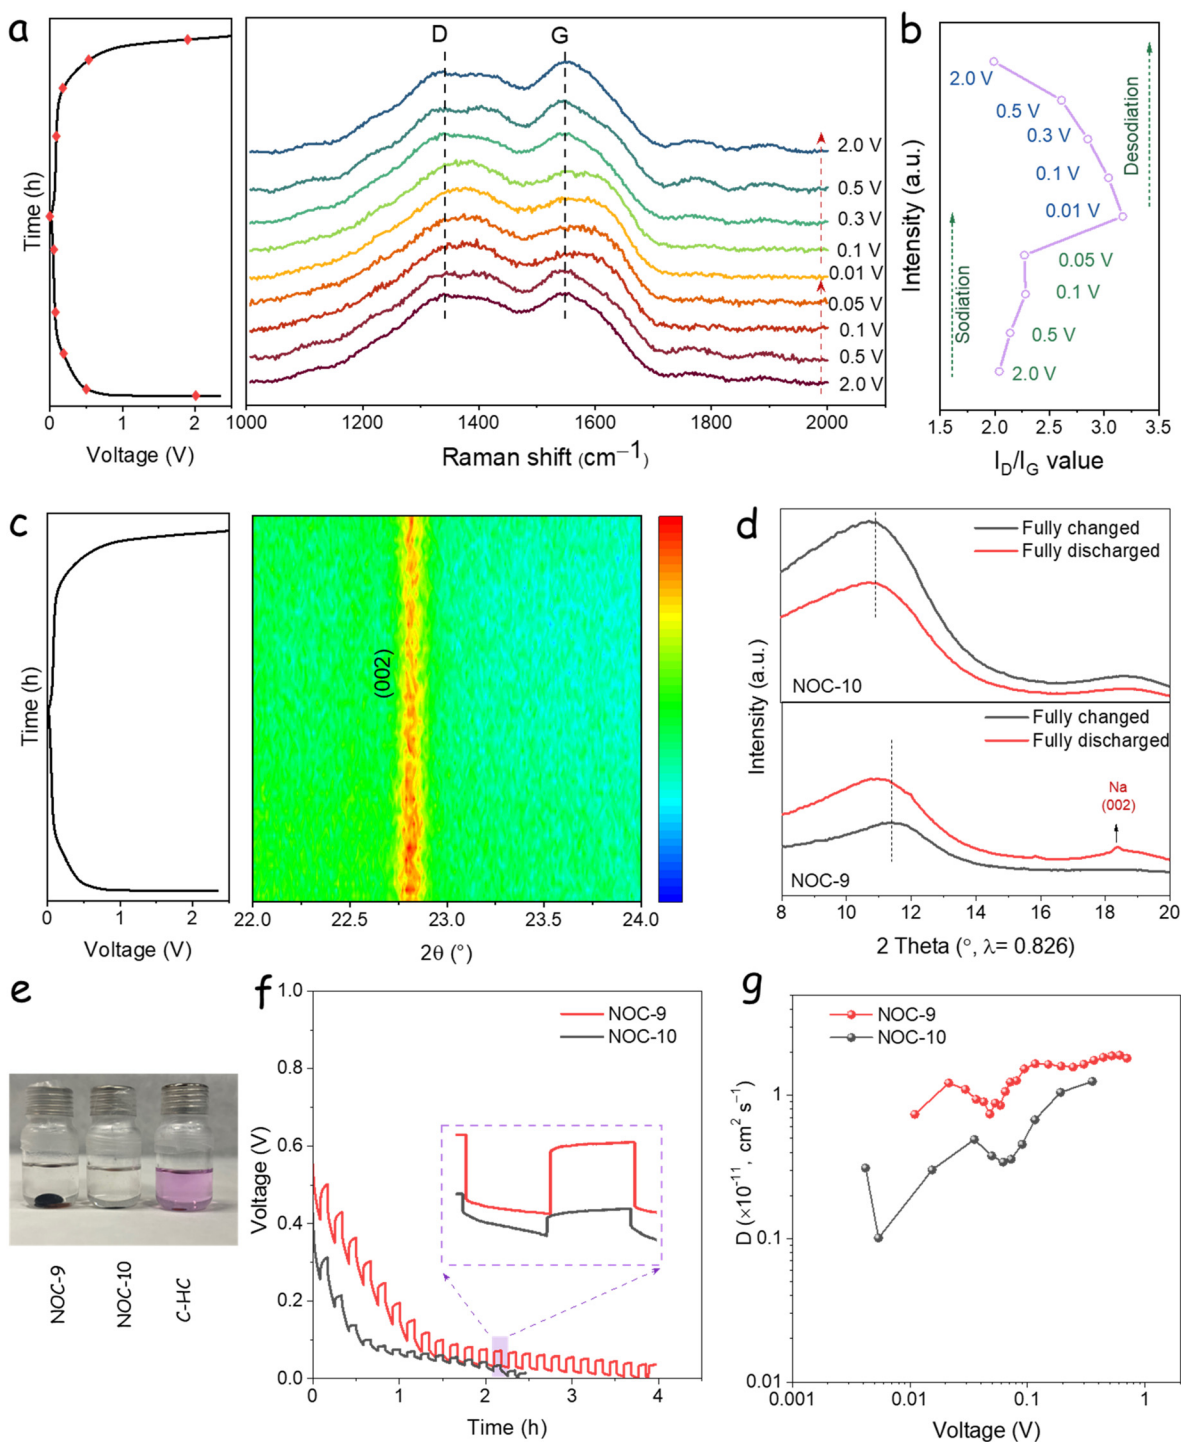 a
Time (h)
0
1
2
Voltage (V)
D
G
2.0 V
0.5 V
0.3 V
0.1 V
0.01 V
0.05 V
0.1 V
0.5 V
2.0 V
1000
1200
1400
1600
1800
2000
Raman shift (cm−1)
b
Intensity (a.u.)
2.0 V
0.5 V
0.3 V
0.1 V
0.01 V
0.05 V
0.1 V
0.5 V
2.0 V
Desodiation
Sodiation
1.5
2.0
2.5
3.0
3.5
ID/IG value
c
Time (h)
0
1
2
Voltage (V)
(002)
22.0
22.5
23.0
23.5
24.0
2θ (°)
d
Intensity (a.u.)
Fully changed
Fully discharged
NOC-10
Fully changed
Fully discharged
Na
(002)
NOC-9
8
10
12
14
16
18
20
2 Theta (°, λ= 0.826)
e
NOC-9
NOC-10
C-HC
f
1.0
0.8
0.6
0.4
0.2
0.0
Voltage (V)
NOC-9
NOC-10
0
1
2
3
4
Time (h)
g
NOC-9
NOC-10
1
0.1
0.01
D (×10−11, cm2 s−1)
0.001
0.01
0.1
1
Voltage (V)